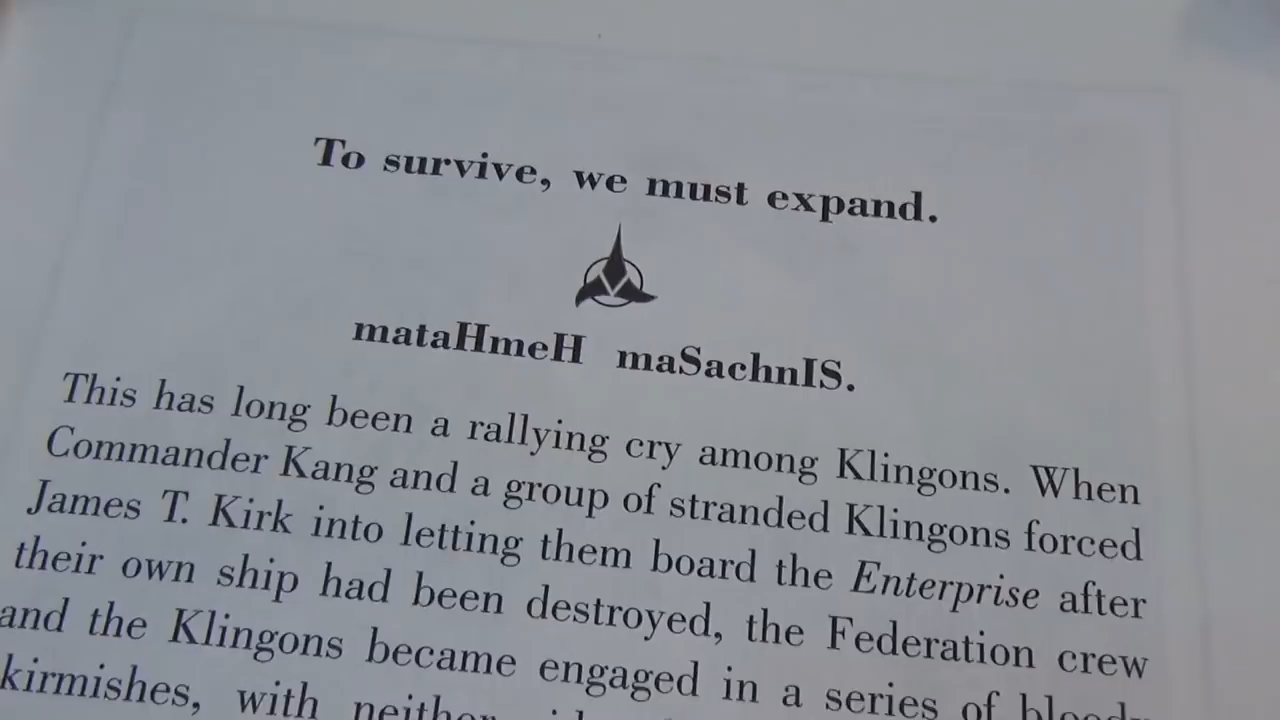 To survive, we must expand.
mataHmeH maSachnIS.
This has long been a rallying cry among Klingons. When
Commander Kang and a group of stranded Klingons forced
James T. Kirk into letting them board the Enterprise after
their own ship had been destroyed, the Federation crew
and the Klingons became engaged in a series of bloody
kirmishes, with neither